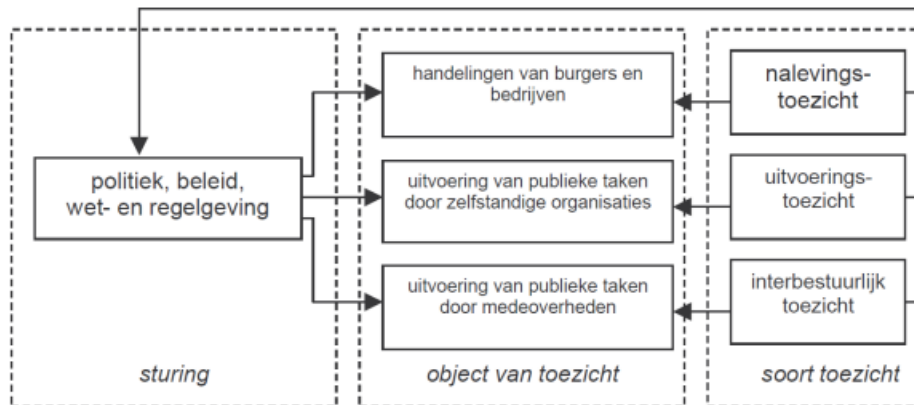 handelingen van burgers en
bedrijven
nalevings-
toezicht
politiek, beleid,
wet- en regelgeving
uitvoering van publieke taken
door zelfstandige organisaties
uitvoerings-
toezicht
uitvoering van publieke taken
door medeoverheden
interbestuurlijk
toezicht
sturing
object van toezicht
soort toezicht